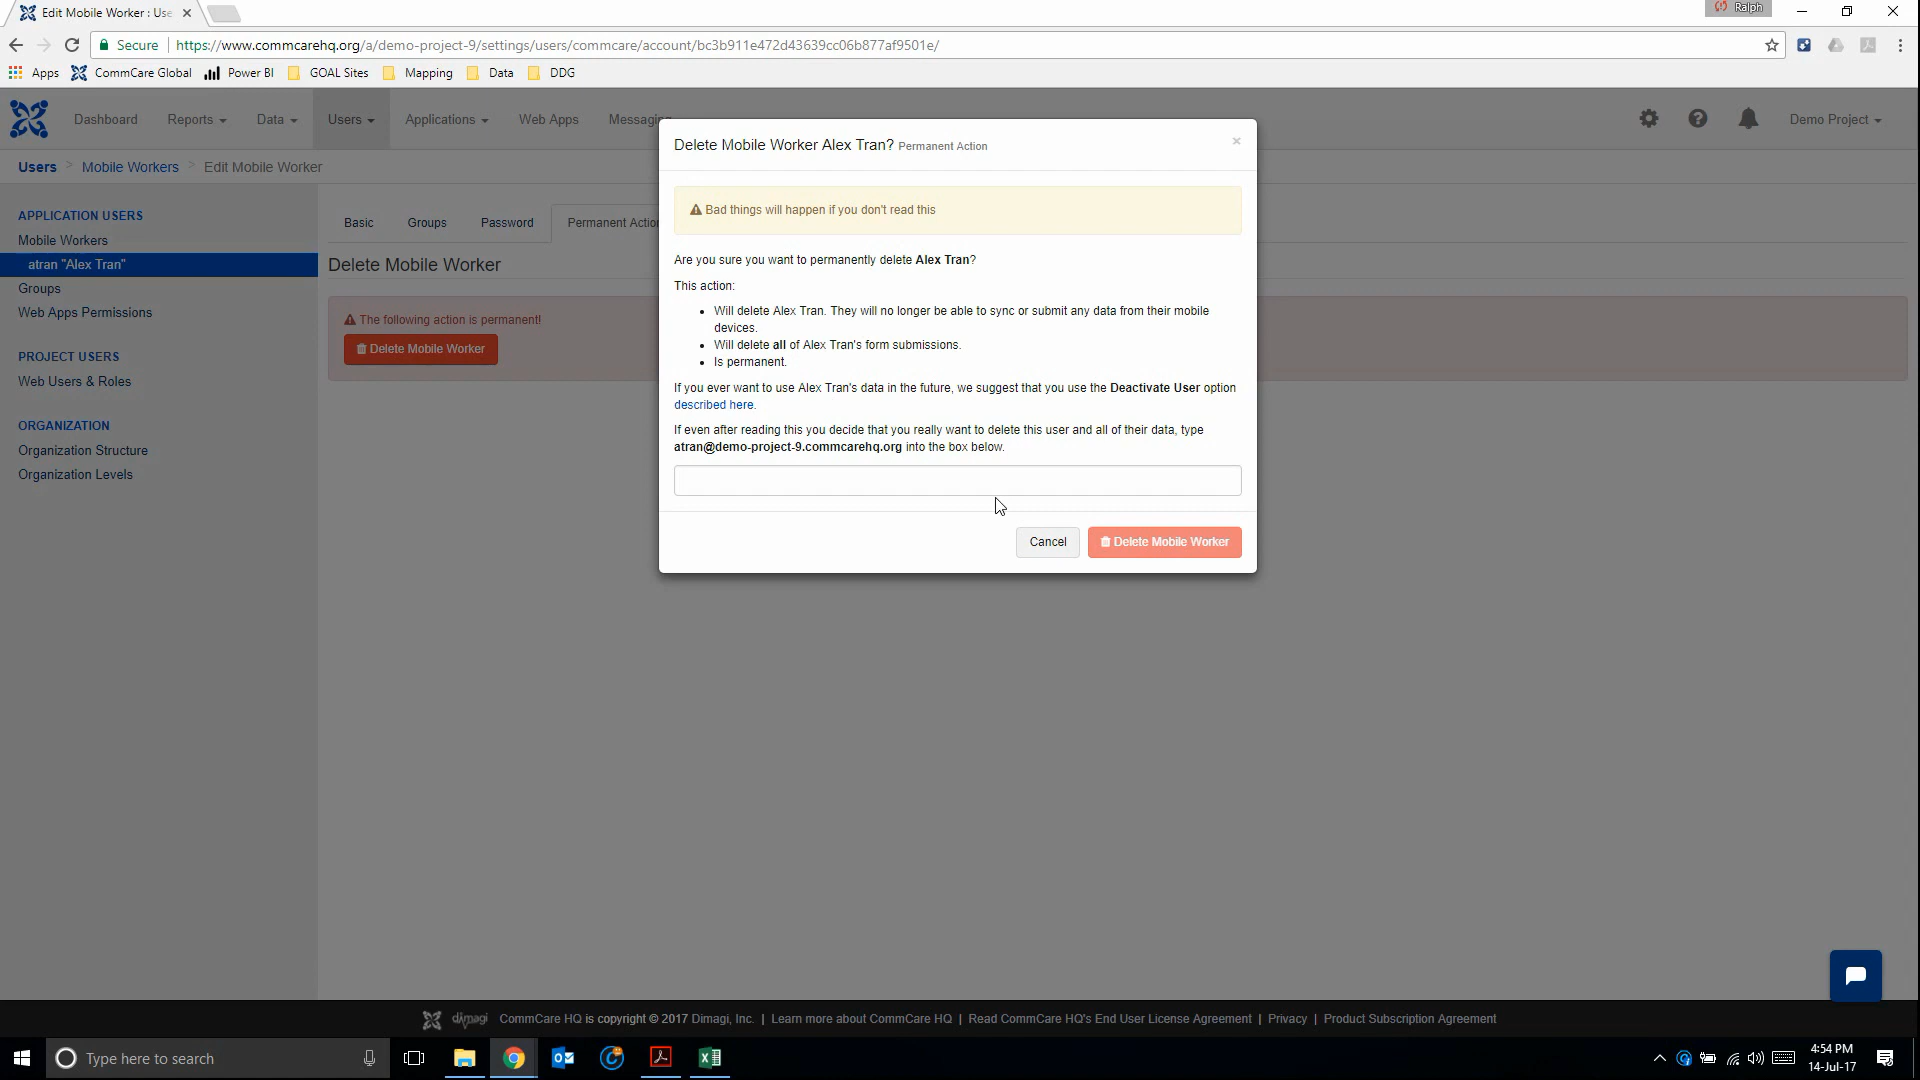 Edit Mobile Worker : Use
Ralph
Secure
https://www.commcarehq.org/a/demo-project-9/settings/users/commcare/account/bc3b911e472d43639cc06b877af9501e/
Apps
CommCare Global
Power BI
GOAL Sites
Mapping
Data
DDG
Dashboard
Reports
Data
Users
Applications
Web Apps
Messaging
Demo Project
Users > Mobile Workers > Edit Mobile Worker
APPLICATION USERS
Mobile Workers
atran "Alex Tran"
Groups
Web Apps Permissions
PROJECT USERS
Web Users & Roles
ORGANIZATION
Organization Structure
Organization Levels
Basic
Groups
Password
Permanent Action
Delete Mobile Worker
The following action is permanent!
Delete Mobile Worker
Delete Mobile Worker Alex Tran? Permanent Action
×
Bad things will happen if you don't read this
Are you sure you want to permanently delete Alex Tran?
This action:
• Will delete Alex Tran. They will no longer be able to sync or submit any data from their mobile
devices.
• Will delete all of Alex Tran's form submissions.
• Is permanent.
If you ever want to use Alex Tran's data in the future, we suggest that you use the Deactivate User option
described here.
If even after reading this you decide that you really want to delete this user and all of their data, type
atran@demo-project-9.commcarehq.org into the box below.
Cancel
Delete Mobile Worker
dimagi
CommCare HQ is copyright © 2017 Dimagi, Inc. | Learn more about CommCare HQ | Read CommCare HQ's End User License Agreement | Privacy | Product Subscription Agreement
Type here to search
4:54 PM
14-Jul-17